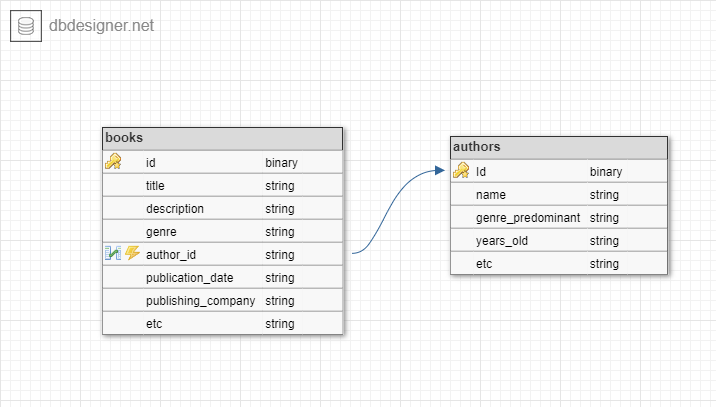 dbdesigner.net
books
id binary
title string
description string
genre string
author_id string
publication_date string
publishing_company string
etc string
authors
Id binary
name string
genre_predominant string
years_old string
etc string